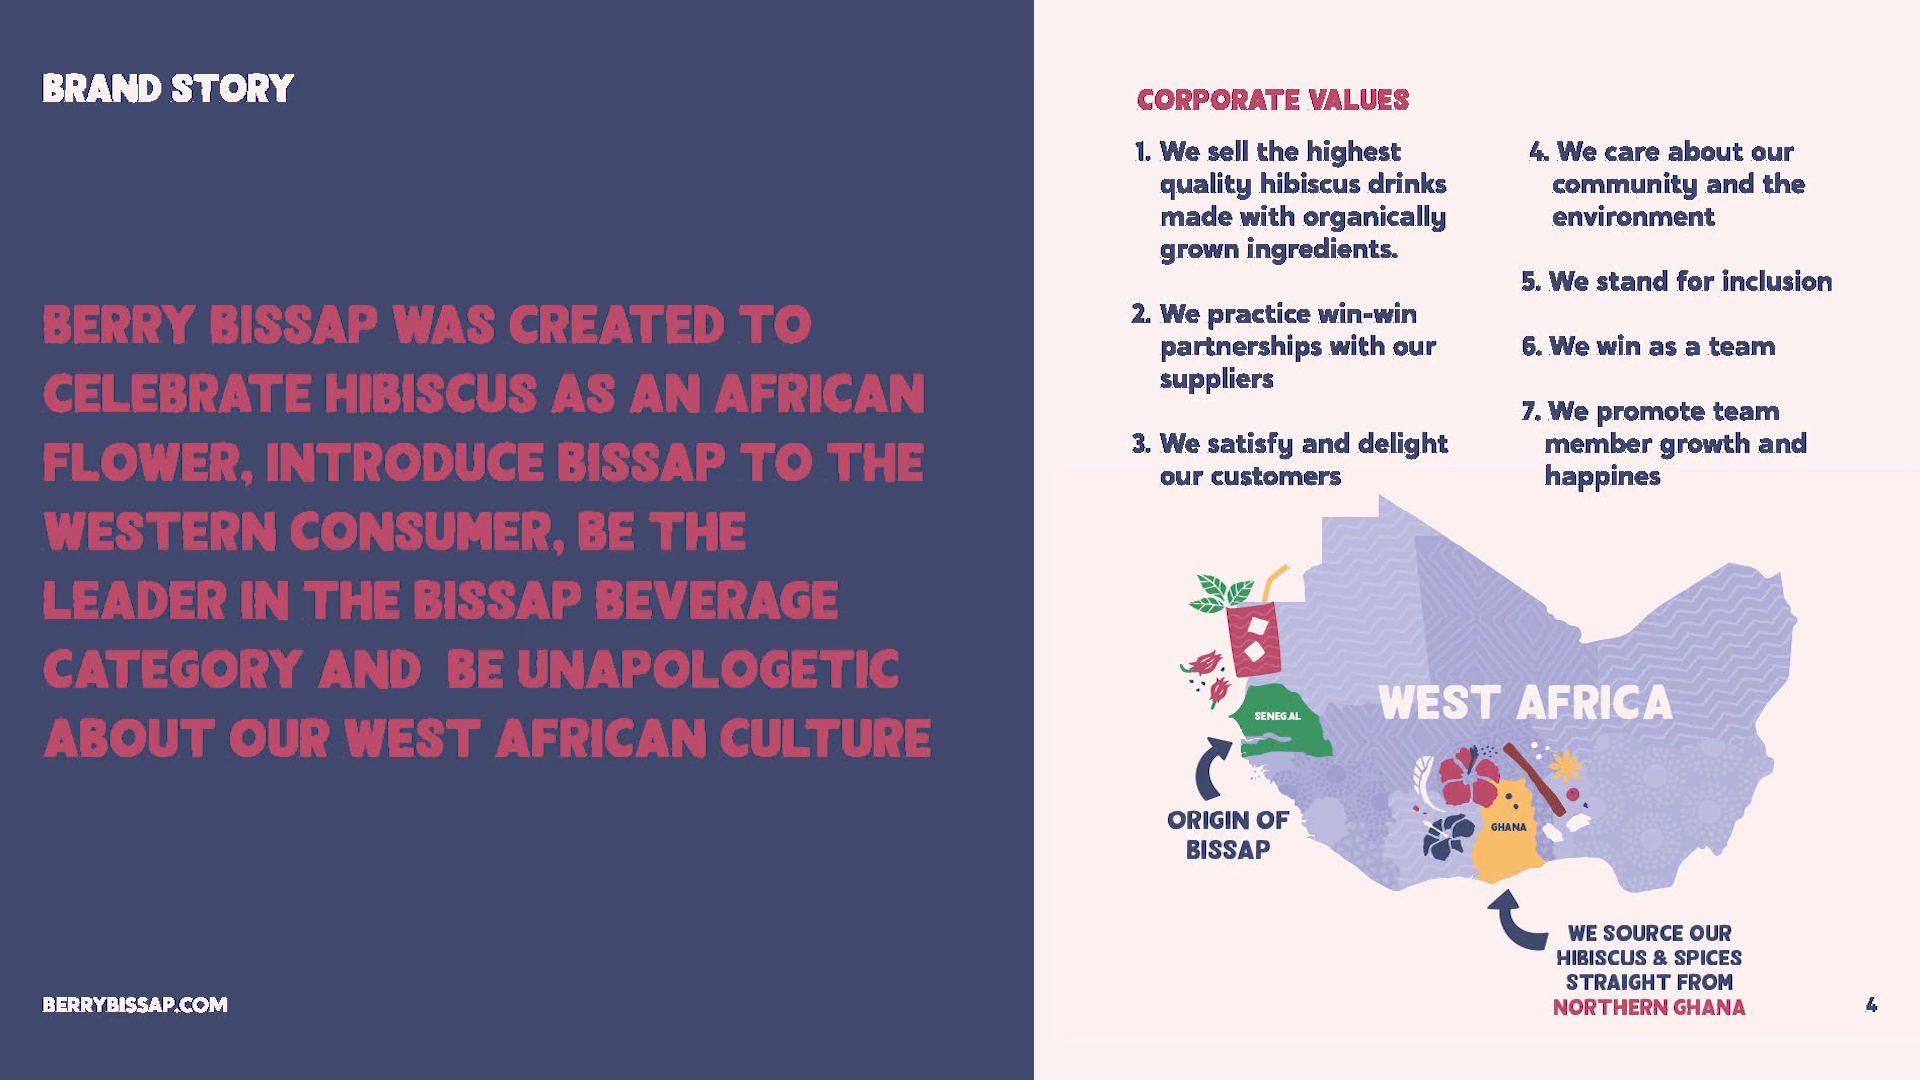 BRAND STORY
BERRY BISSAP WAS CREATED TO
CELEBRATE HIBISCUS AS AN AFRICAN
FLOWER, INTRODUCE BISSAP TO THE
WESTERN CONSUMER, BE THE
LEADER IN THE BISSAP BEVERAGE
CATEGORY AND BE UNAPOLOGETIC
ABOUT OUR WEST AFRICAN CULTURE
BERRYBISSAP.COM
CORPORATE VALUES
1. We sell the highest
quality hibiscus drinks
made with organically
grown ingredients.
2. We practice win-win
partnerships with our
suppliers
3. We satisfy and delight
our customers
4. We care about our
community and the
environment
5. We stand for inclusion
6. We win as a team
7. We promote team
member growth and
happines
WEST AFRICA
SENEGAL
GHANA
ORIGIN OF
BISSAP
WE SOURCE OUR
HIBISCUS & SPICES
STRAIGHT FROM
NORTHERN GHANA
4